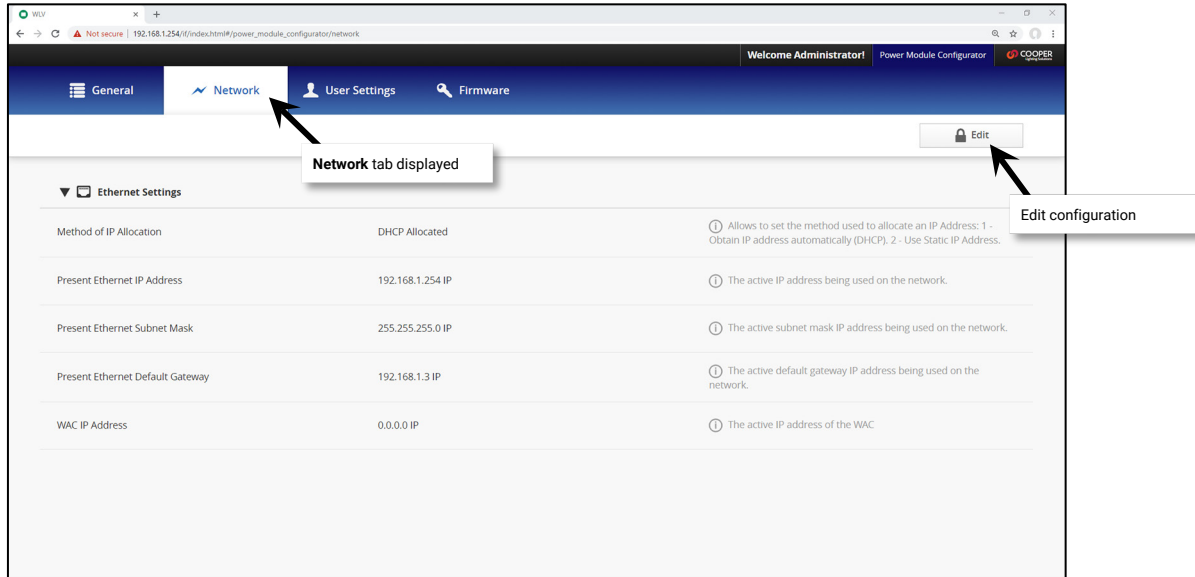 WLV
Not secure | 192.168.1.254/if/index.html#/power_module_configurator/network
Welcome Administrator! Power Module Configurator COOPER
Lighting Solutions
General Network User Settings Firmware
Edit
Network tab displayed
Edit configuration
Ethernet Settings
Method of IP Allocation DHCP Allocated Allows to set the method used to allocate an IP Address: 1 -
Obtain IP address automatically (DHCP). 2 - Use Static IP Address.
Present Ethernet IP Address 192.168.1.254 IP The active IP address being used on the network.
Present Ethernet Subnet Mask 255.255.255.0 IP The active subnet mask IP address being used on the network.
Present Ethernet Default Gateway 192.168.1.3 IP The active default gateway IP address being used on the
network.
WAC IP Address 0.0.0.0 IP The active IP address of the WAC